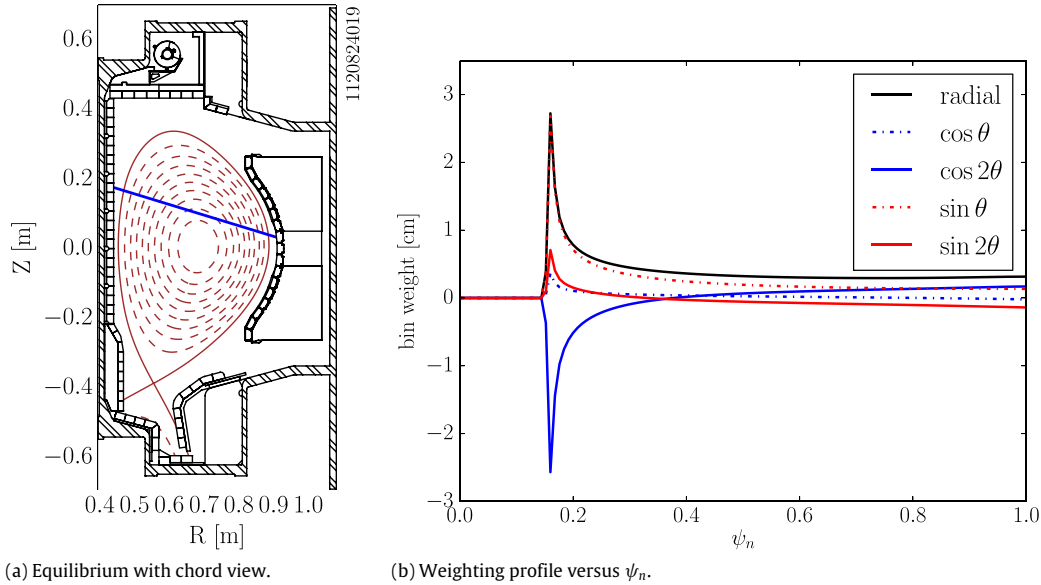 0.6
0.4
0.2
0.0
−0.2
−0.4
−0.6
Z [m]
0.4 0.5 0.6 0.7 0.8 0.9 1.0
R [m]
1120824019
(a) Equilibrium with chord view.
3
2
1
0
−1
−2
−3
bin weight [cm]
0.0 0.2 0.4 0.6 0.8 1.0
ψₙ
radial
cos θ
cos 2θ
sin θ
sin 2θ
(b) Weighting profile versus ψₙ.